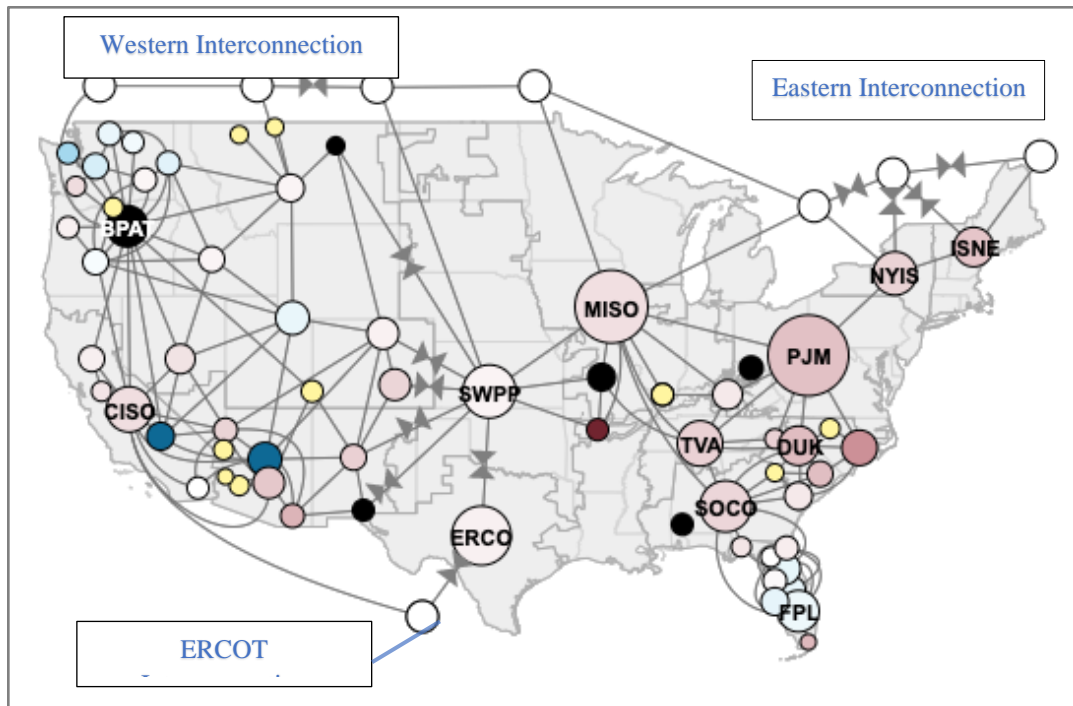 Western Interconnection
Eastern Interconnection
BPAT
ISNE
NYIS
MISO
PJM
SWPP
CISO
TVA
DUK
SOCO
ERCO
FPL
ERCOT